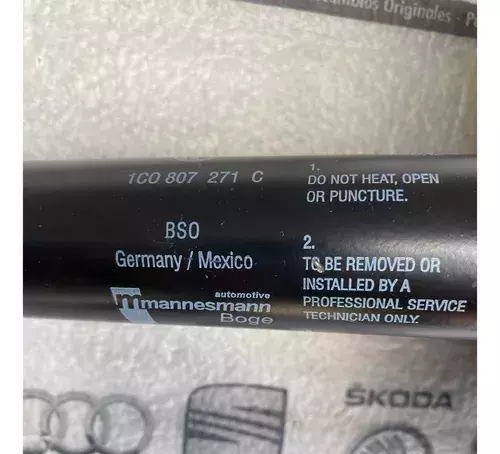 Originales · 
1C0 807 271 C
BSO
Germany / Mexico
automotive
mannesmann
Boge
1.
DO NOT HEAT, OPEN
OR PUNCTURE.
2.
TO BE REMOVED OR
INSTALLED BY A
PROFESSIONAL SERVICE
TECHNICIAN ONLY.
ŠKODA